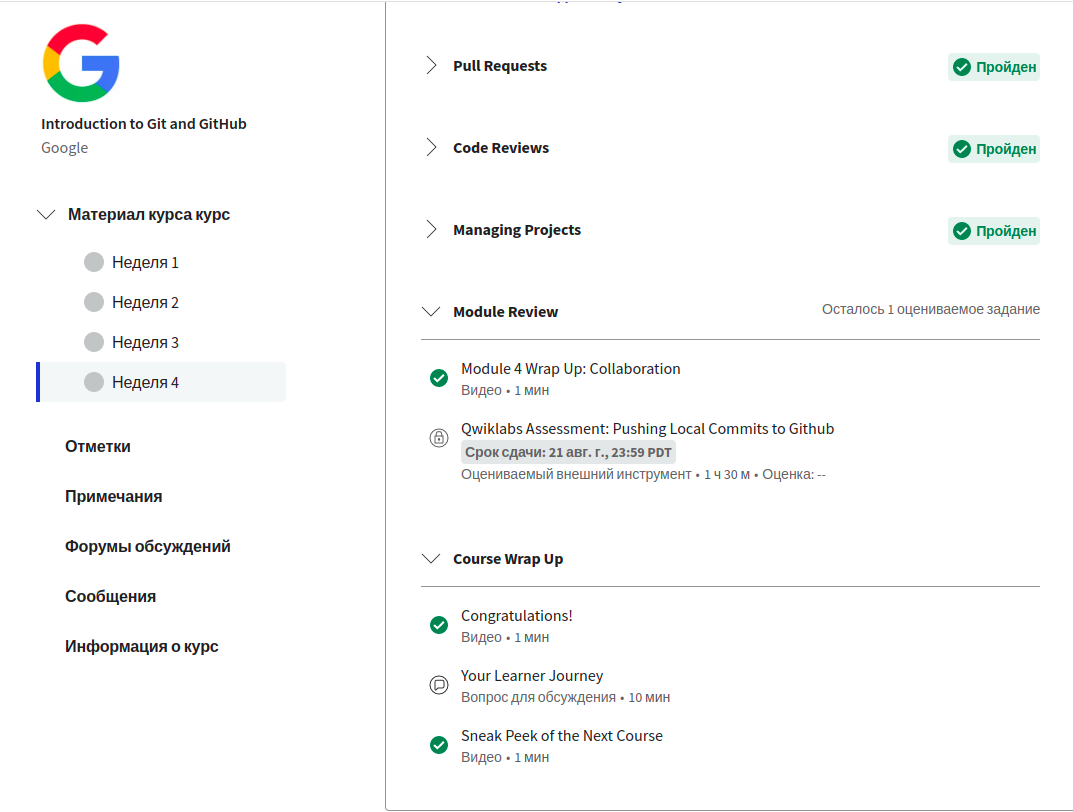 Introduction to Git and GitHub
Google
Материал курса курс
Неделя 1
Неделя 2
Неделя 3
Неделя 4
Отметки
Примечания
Форумы обсуждений
Сообщения
Информация о курс
Pull Requests
Пройден
Code Reviews
Пройден
Managing Projects
Пройден
Module Review
Осталось 1 оцениваемое задание
Module 4 Wrap Up: Collaboration
Видео • 1 мин
Qwiklabs Assessment: Pushing Local Commits to Github
Срок сдачи: 21 авг. г., 23:59 PDT
Оцениваемый внешний инструмент • 1 ч 30 м • Оценка: --
Course Wrap Up
Congratulations!
Видео • 1 мин
Your Learner Journey
Вопрос для обсуждения • 10 мин
Sneak Peek of the Next Course
Видео • 1 мин